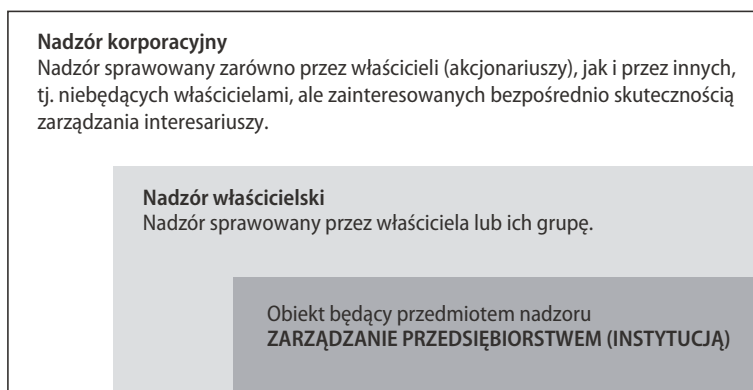 Nadzór korporacyjny
Nadzór sprawowany zarówno przez właścicieli (akcjonariuszy), jak i przez innych,
tj. niebędących właścicielami, ale zainteresowanych bezpośrednio skutecznością
zarządzania interesariuszy.
Nadzór właścicielski
Nadzór sprawowany przez właściciela lub ich grupę.
Obiekt będący przedmiotem nadzoru
ZARZĄDZANIE PRZEDSIĘBIORSTWEM (INSTYTUCJĄ)